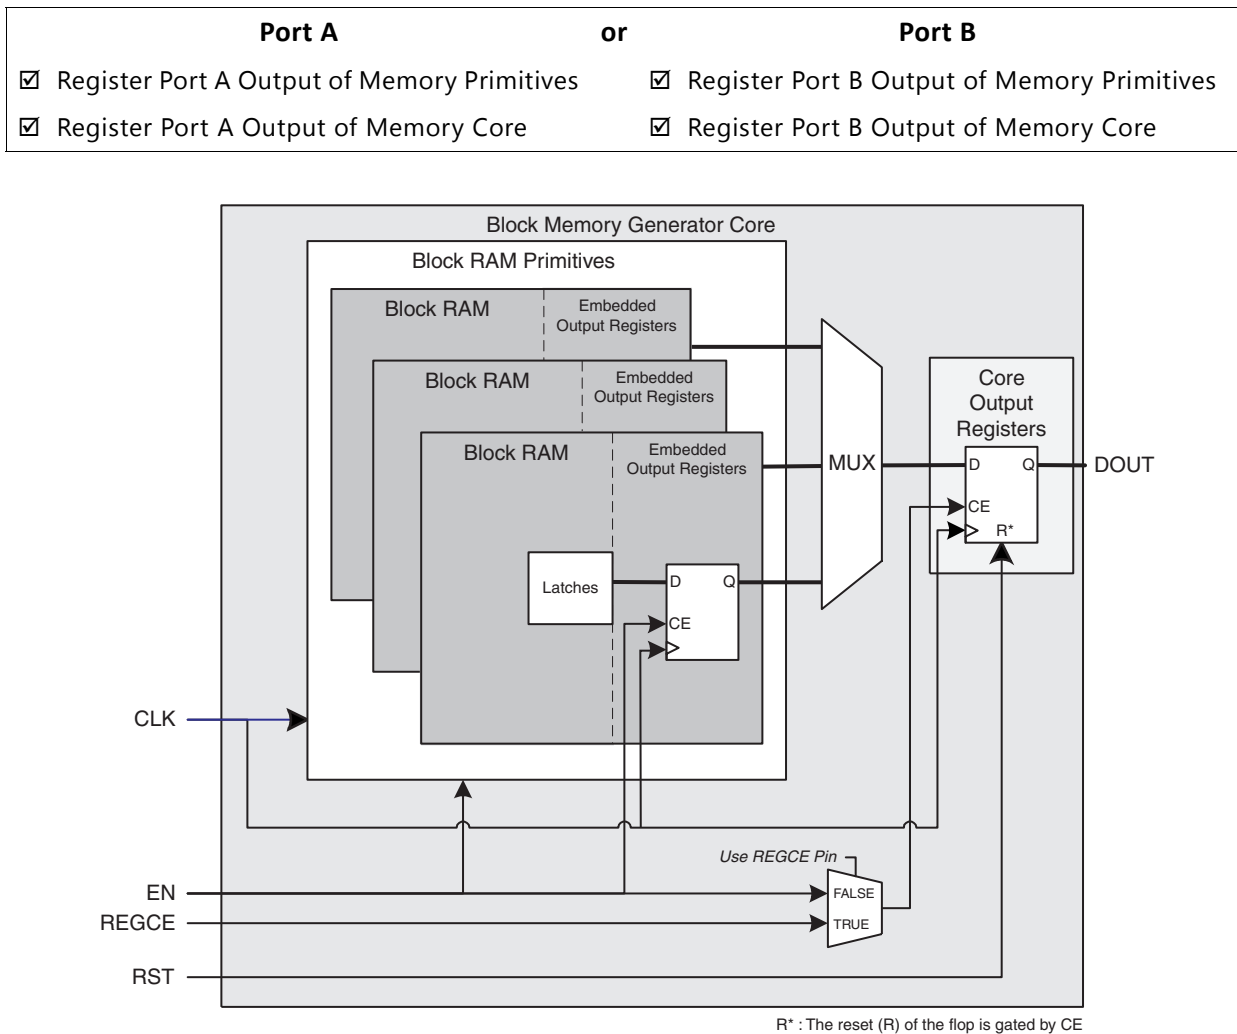 Port A or Port B
☑ Register Port A Output of Memory Primitives ☑ Register Port B Output of Memory Primitives
☑ Register Port A Output of Memory Core ☑ Register Port B Output of Memory Core
Block Memory Generator Core
Block RAM Primitives
Block RAM
Embedded
Output Registers
Block RAM
Embedded
Output Registers
Block RAM
Embedded
Output Registers
Latches
D Q
CE
MUX
Core
Output
Registers
D Q
CE
R*
DOUT
CLK
EN
REGCE
RST
Use REGCE Pin
FALSE
TRUE
R* : The reset (R) of the flop is gated by CE